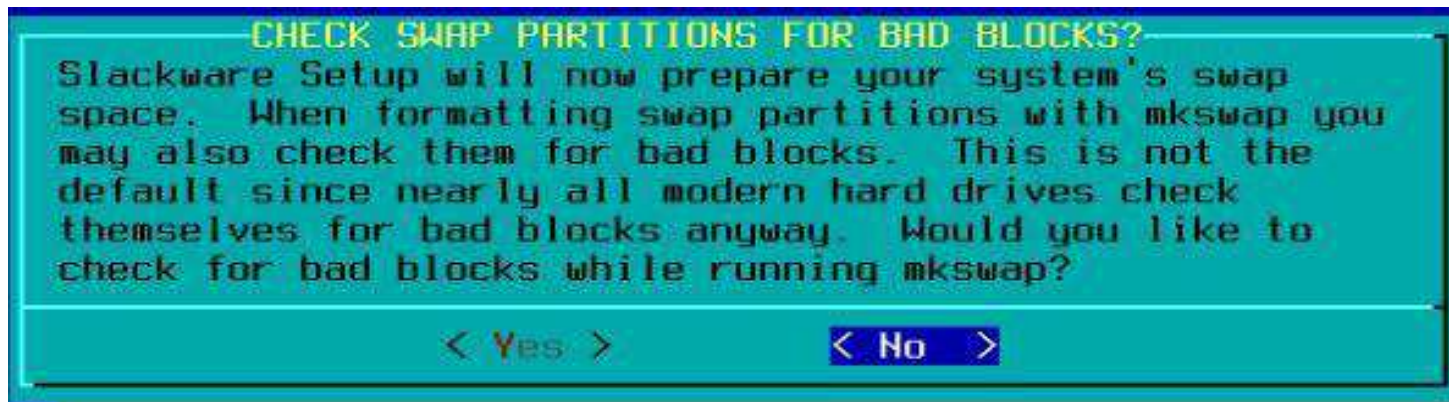 CHECK SWAP PARTITIONS FOR BAD BLOCKS?
Slackware Setup will now prepare your system's swap
space.  When formatting swap partitions with mkswap you
may also check them for bad blocks.  This is not the
default since nearly all modern hard drives check
themselves for bad blocks anyway.  Would you like to
check for bad blocks while running mkswap?
< Yes > < No >